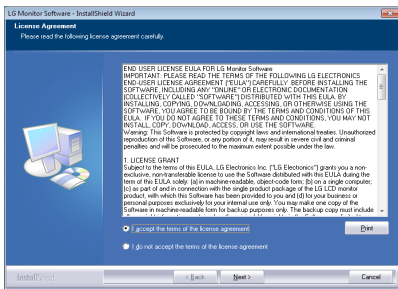 LG Monitor Software - InstallShield Wizard
License Agreement
Please read the following license agreement carefully.
END USER LICENSE EULA FOR LG Monitor Software
IMPORTANT: PLEASE READ THE TERMS OF THE FOLLOWING LG ELECTRONICS
END-USER LICENSE AGREEMENT ("EULA") CAREFULLY BEFORE INSTALLING THE
SOFTWARE, INCLUDING ANY "ONLINE" OR ELECTRONIC DOCUMENTATION
(COLLECTIVELY CALLED "SOFTWARE") DISTRIBUTED WITH THIS EULA. BY
INSTALLING, COPYING, DOWNLOADING, ACCESSING, OR OTHERWISE USING THE
SOFTWARE, YOU AGREE TO BE BOUND BY THE TERMS AND CONDITIONS OF THIS
EULA. IF YOU DO NOT AGREE TO THESE TERMS AND CONDITIONS, YOU MAY NOT
INSTALL, COPY, DOWNLOAD, ACCESS, OR USE THE SOFTWARE.
Warning: This Software is protected by copyright laws and international treaties. Unauthorized
reproduction of this Software, or any portion of it, may result in severe civil and criminal
penalties and will be prosecuted to the maximum extent possible under the law.
1. LICENSE GRANT
Subject to the terms of this EULA, LG Electronics Inc. ("LG Electronics") grants you a non-
exclusive, non-transferable license to use the Software distributed with this EULA during the
term of this EULA solely: (a) in machine-readable, object-code form; (b) on a single computer;
(c) as part of and in connection with the single product package of the LG LCD monitor
product, with which this Software has been provided to you and (d) for your business or
personal purposes exclusively for your internal use only. You may make one copy of the
Software in machine-readable form for backup purposes only. The backup copy must include
I accept the terms of the license agreement
Print
I do not accept the terms of the license agreement
InstallShield
< Back
Next >
Cancel